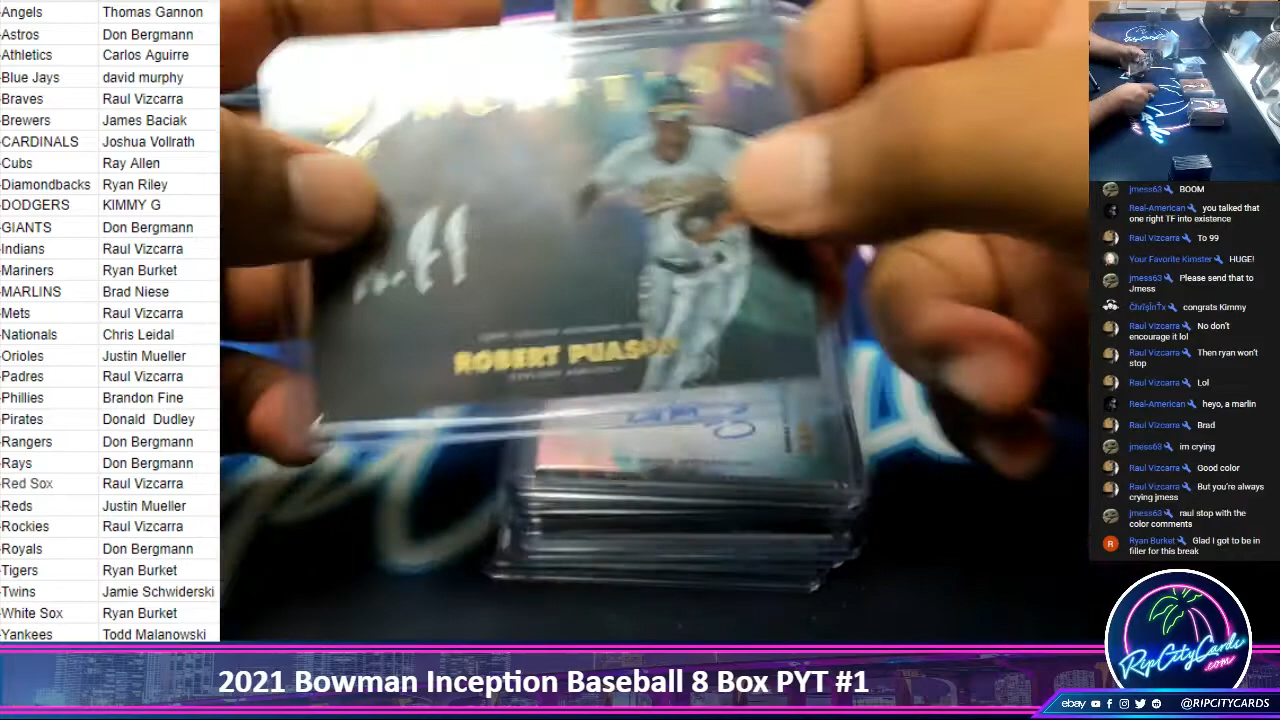 -Angels Thomas Gannon
-Astros Don Bergmann
-Athletics Carlos Aguirre
-Blue Jays david murphy
-Braves Raul Vizcarra
-Brewers James Baciak
-CARDINALS Joshua Vollrath
-Cubs Ray Allen
-Diamondbacks Ryan Riley
-DODGERS KIMMY G
-GIANTS Don Bergmann
-Indians Raul Vizcarra
-Mariners Ryan Burket
-MARLINS Brad Niese
-Mets Raul Vizcarra
-Nationals Chris Leidal
-Orioles Justin Mueller
-Padres Raul Vizcarra
-Phillies Brandon Fine
-Pirates Donald Dudley
-Rangers Don Bergmann
-Rays Don Bergmann
-Red Sox Raul Vizcarra
-Reds Justin Mueller
-Rockies Raul Vizcarra
-Royals Don Bergmann
-Tigers Ryan Burket
-Twins Jamie Schwiderski
-White Sox Ryan Burket
-Yankees Todd Malanowski
ROBERT PUASON
jmess63 BOOM
Real-American you talked that
one right TF into existence
Raul Vizcarra To 99
Your Favorite Kimster HUGE!
jmess63 Please send that to
Jmess
congrats Kimmy
Raul Vizcarra No don't
encourage it lol
Raul Vizcarra Then ryan won't
stop
Raul Vizcarra Lol
Real-American heyo, a marlin
Raul Vizcarra Brad
jmess63 im crying
Raul Vizcarra Good color
Raul Vizcarra But you're always
crying jmess
jmess63 raul stop with the
color comments
R Ryan Burket Glad I got to be in
filler for this break
RipCityCards
.com
2021 Bowman Inception Baseball 8 Box PYT #1
ebay @RIPCITYCARDS